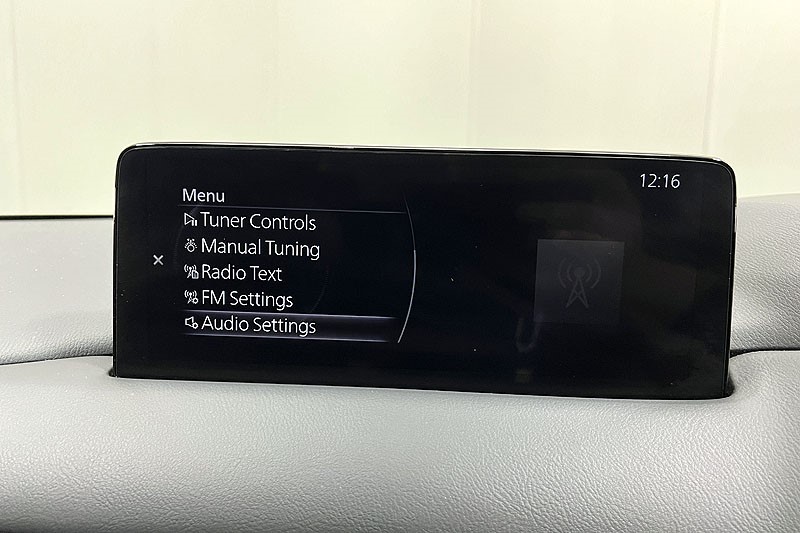 12:16
Menu
Tuner Controls
Manual Tuning
Radio Text
FM Settings
Audio Settings